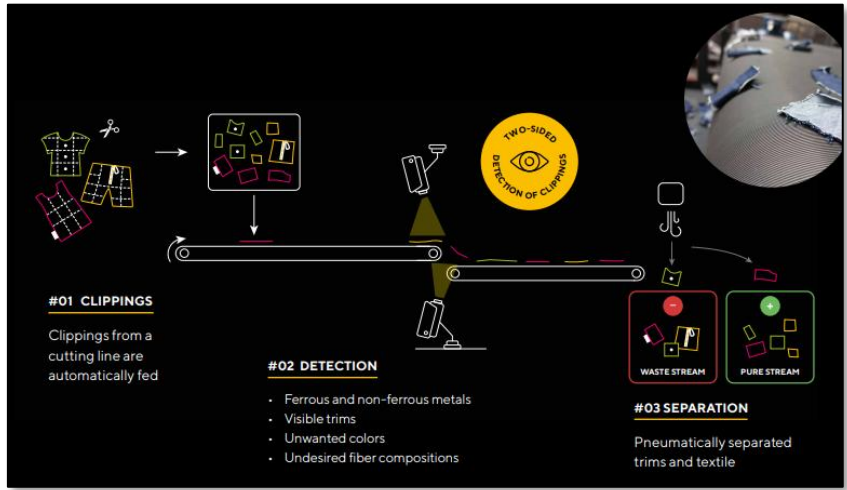 TWO-SIDED
DETECTION OF CLIPPINGS
#01 CLIPPINGS
Clippings from a
cutting line are
automatically fed
#02 DETECTION
• Ferrous and non-ferrous metals
• Visible trims
• Unwanted colors
• Undesired fiber compositions
WASTE STREAM
PURE STREAM
#03 SEPARATION
Pneumatically separated
trims and textile